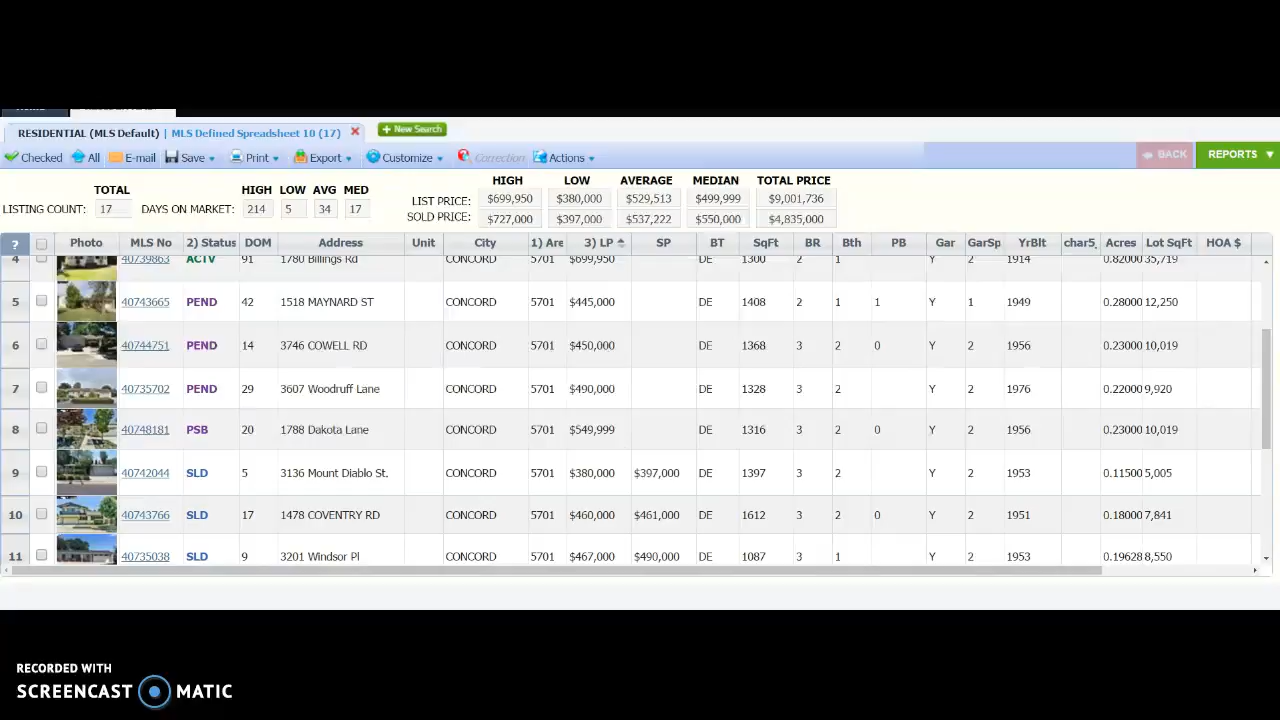 RESIDENTIAL (MLS Default) | MLS Defined Spreadsheet 10 (17) New Search
Checked All E-mail Save Print Export Customize Correction Actions BACK REPORTS
TOTAL HIGH LOW AVG MED HIGH LOW AVERAGE MEDIAN TOTAL PRICE
LISTING COUNT: 17 DAYS ON MARKET: 214 5 34 17
LIST PRICE: $699,950 $380,000 $529,513 $499,999 $9,001,736
SOLD PRICE: $727,000 $397,000 $537,222 $550,000 $4,835,000
? Photo MLS No 2) Status DOM Address Unit City 1) Are 3) LP SP BT SqFt BR Bth PB Gar GarSp YrBlt char5_ Acres Lot SqFt HOA $
4 40739863 ACTV 91 1780 Billings Rd CONCORD 5701 $699,950 DE 1300 2 1 Y 2 1914 0.82000 35,719
5 40743665 PEND 42 1518 MAYNARD ST CONCORD 5701 $445,000 DE 1408 2 1 1 Y 1 1949 0.28000 12,250
6 40744751 PEND 14 3746 COWELL RD CONCORD 5701 $450,000 DE 1368 3 2 0 Y 2 1956 0.23000 10,019
7 40735702 PEND 29 3607 Woodruff Lane CONCORD 5701 $490,000 DE 1328 3 2 Y 2 1976 0.22000 9,920
8 40748181 PSB 20 1788 Dakota Lane CONCORD 5701 $549,999 DE 1316 3 2 0 Y 2 1956 0.23000 10,019
9 40742044 SLD 5 3136 Mount Diablo St. CONCORD 5701 $380,000 $397,000 DE 1397 3 2 Y 2 1953 0.11500 5,005
10 40743766 SLD 17 1478 COVENTRY RD CONCORD 5701 $460,000 $461,000 DE 1612 3 2 0 Y 2 1951 0.18000 7,841
11 40735038 SLD 9 3201 Windsor Pl CONCORD 5701 $467,000 $490,000 DE 1087 3 1 Y 2 1953 0.19628 8,550
RECORDED WITH
SCREENCAST MATIC